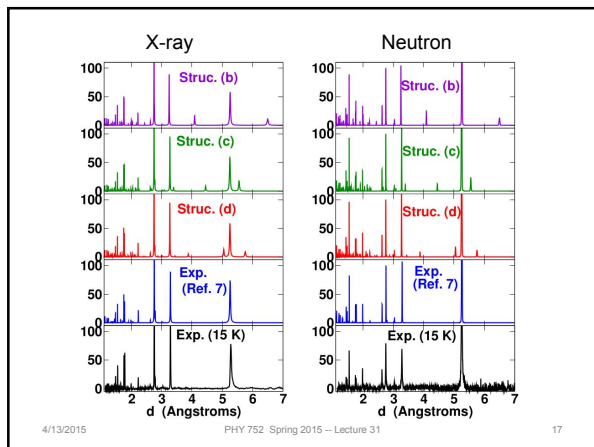 X-ray
Neutron
100
50
0
Struc. (b)
100
50
0
Struc. (c)
100
50
0
Struc. (d)
100
50
0
Exp.
(Ref. 7)
100
50
0
Exp. (15 K)
2 3 4 5 6 7
d (Angstroms)
100
50
0
Struc. (b)
100
50
0
Struc. (c)
100
50
0
Struc. (d)
100
50
0
Exp.
(Ref. 7)
100
50
0
Exp. (15 K)
2 3 4 5 6 7
d (Angstroms)
4/13/2015 PHY 752 Spring 2015 -- Lecture 31 17